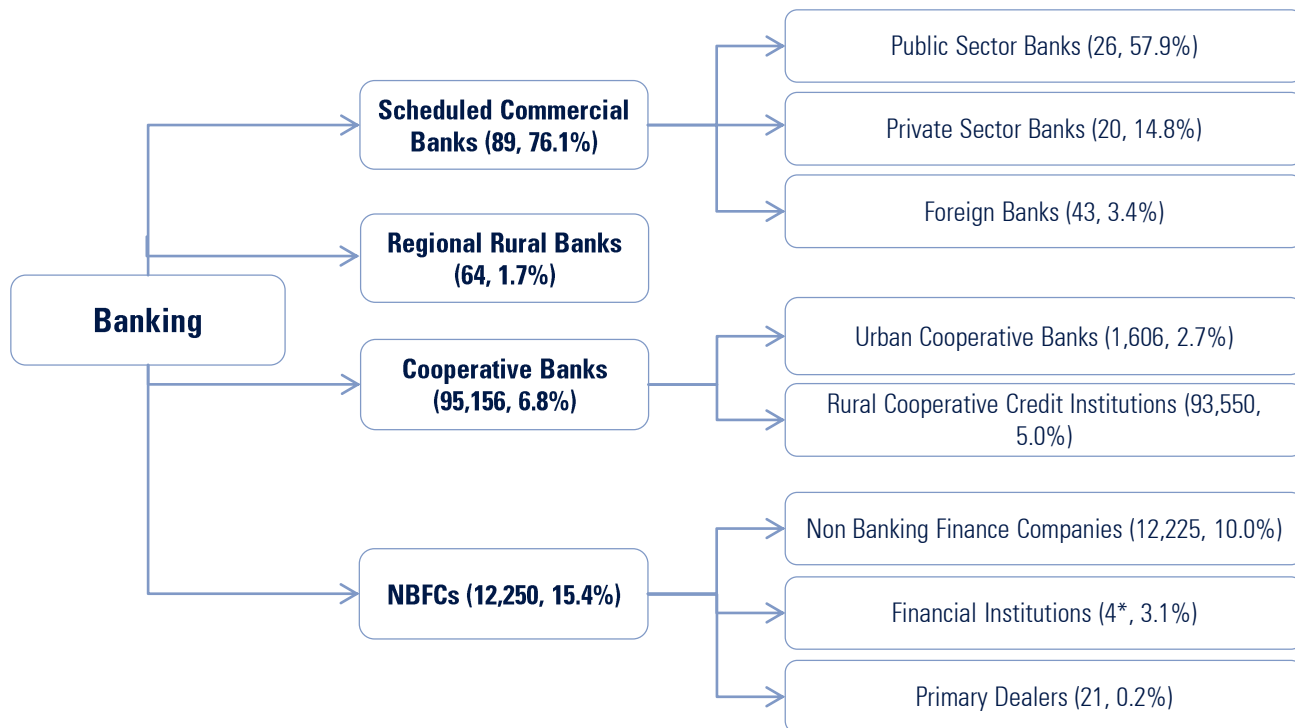 Banking
Scheduled Commercial
Banks (89, 76.1%)
Regional Rural Banks
(64, 1.7%)
Cooperative Banks
(95,156, 6.8%)
NBFCs (12,250, 15.4%)
Public Sector Banks (26, 57.9%)
Private Sector Banks (20, 14.8%)
Foreign Banks (43, 3.4%)
Urban Cooperative Banks (1,606, 2.7%)
Rural Cooperative Credit Institutions (93,550,
5.0%)
Non Banking Finance Companies (12,225, 10.0%)
Financial Institutions (4*, 3.1%)
Primary Dealers (21, 0.2%)